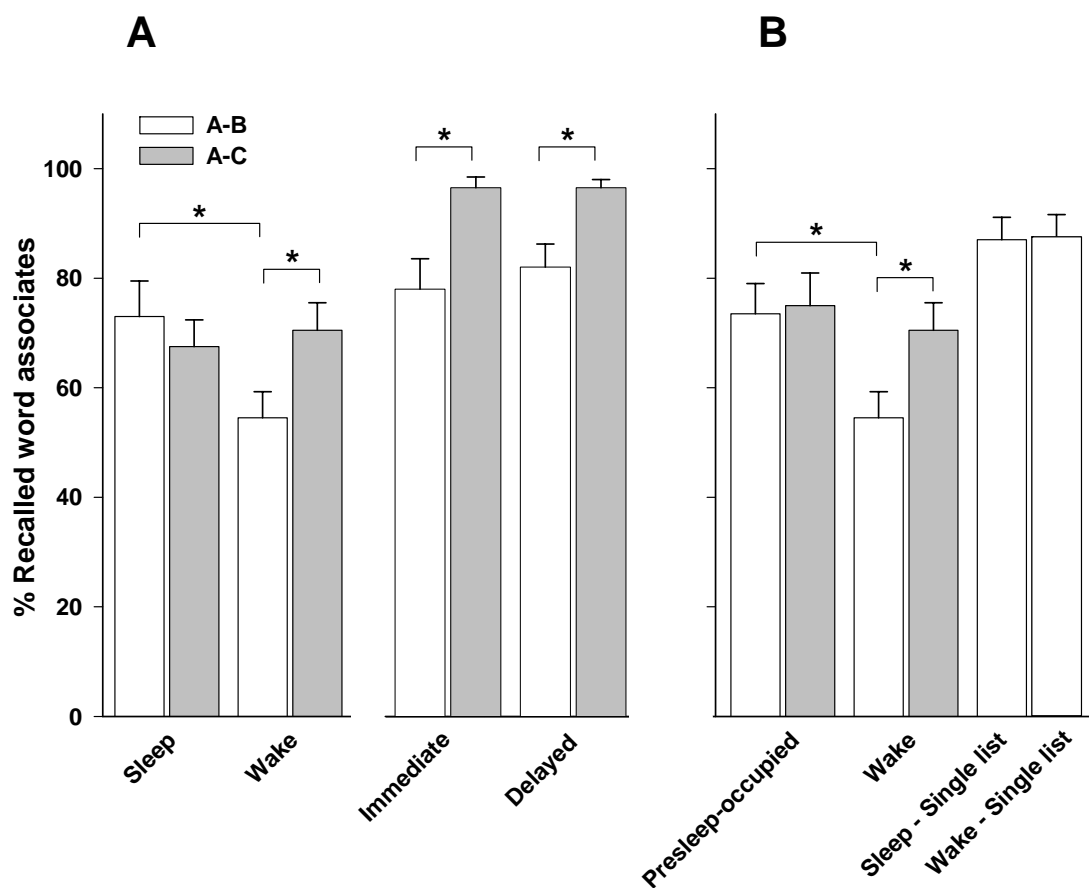 A
B
A-B
A-C
*
*
*
*
*
*
% Recalled word associates
100
80
60
40
20
0
Sleep
Wake
Immediate
Delayed
Presleep-occupied
Wake
Sleep - Single list
Wake - Single list